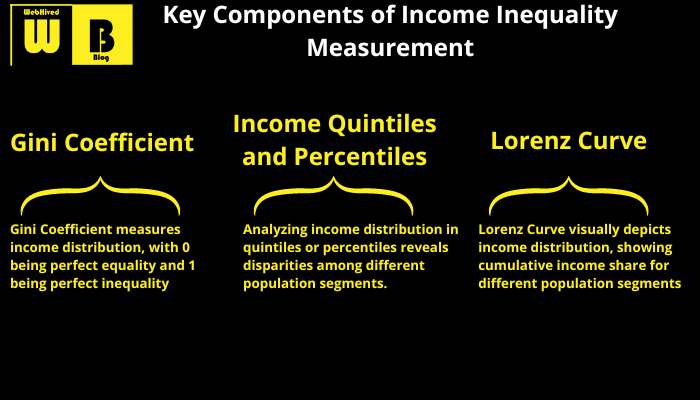 WebHived
W
B
Blog
Key Components of Income Inequality
Measurement
Gini Coefficient
Gini Coefficient measures
income distribution, with 0
being perfect equality and 1
being perfect inequality
Income Quintiles
and Percentiles
Analyzing income distribution in
quintiles or percentiles reveals
disparities among different
population segments.
Lorenz Curve
Lorenz Curve visually depicts
income distribution, showing
cumulative income share for
different population segments